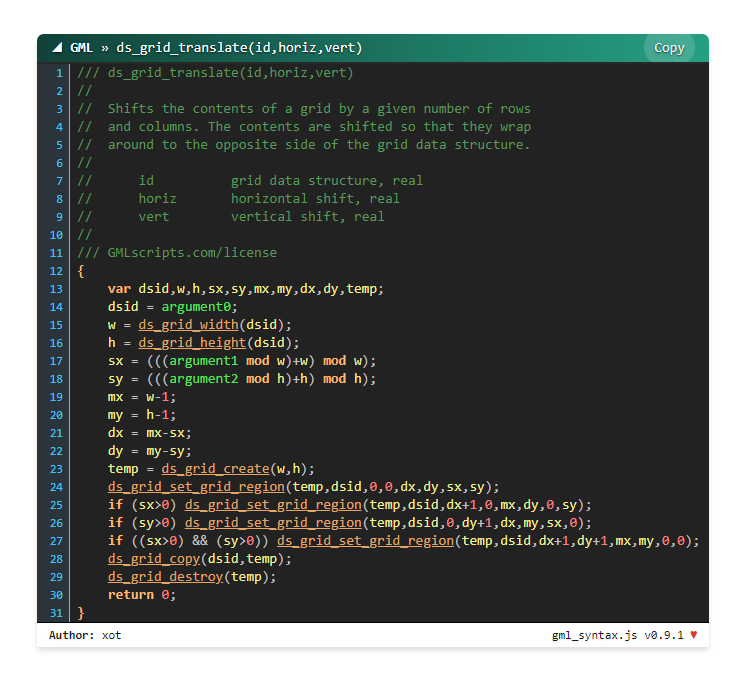 GML » ds_grid_translate(id,horiz,vert)
Copy
1 /// ds_grid_translate(id,horiz,vert)
2 //
3 //  Shifts the contents of a grid by a given number of rows
4 //  and columns. The contents are shifted so that they wrap
5 //  around to the opposite side of the grid data structure.
6 //
7 //      id          grid data structure, real
8 //      horiz       horizontal shift, real
9 //      vert        vertical shift, real
10 //
11 /// GMLscripts.com/license
12 {
13     var dsid,w,h,sx,sy,mx,my,dx,dy,temp;
14     dsid = argument0;
15     w = ds_grid_width(dsid);
16     h = ds_grid_height(dsid);
17     sx = (((argument1 mod w)+w) mod w);
18     sy = (((argument2 mod h)+h) mod h);
19     mx = w-1;
20     my = h-1;
21     dx = mx-sx;
22     dy = my-sy;
23     temp = ds_grid_create(w,h);
24     ds_grid_set_grid_region(temp,dsid,0,0,dx,dy,sx,sy);
25     if (sx>0) ds_grid_set_grid_region(temp,dsid,dx+1,0,mx,dy,0,sy);
26     if (sy>0) ds_grid_set_grid_region(temp,dsid,0,dy+1,dx,my,sx,0);
27     if ((sx>0) && (sy>0)) ds_grid_set_grid_region(temp,dsid,dx+1,dy+1,mx,my,0,0);
28     ds_grid_copy(dsid,temp);
29     ds_grid_destroy(temp);
30     return 0;
31 }
Author: xot
gml_syntax.js v0.9.1 ♥